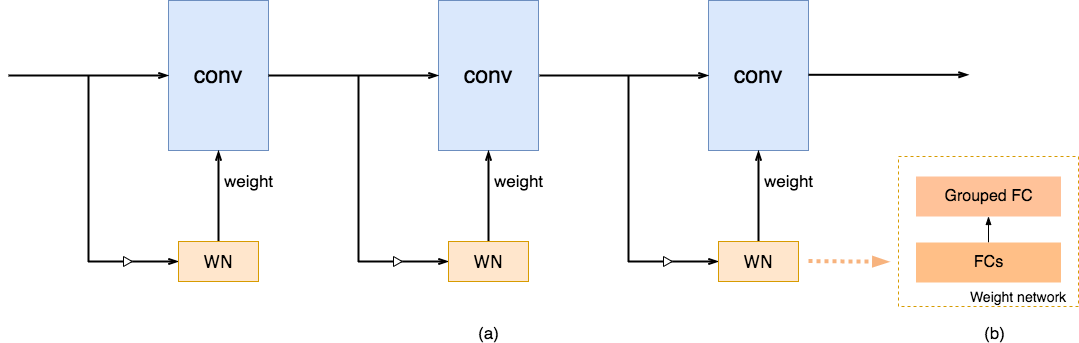 conv
conv
conv
weight
weight
weight
Grouped FC
WN
WN
WN
FCs
Weight network
(a)
(b)